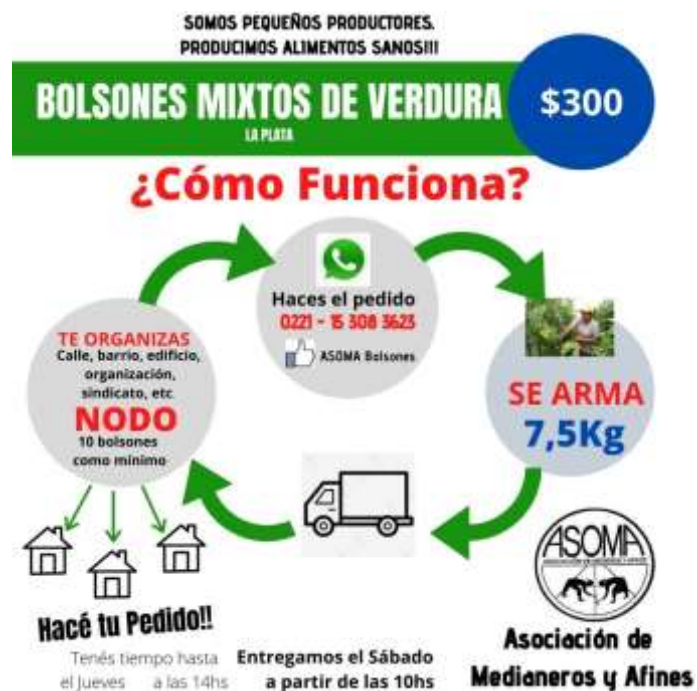 SOMOS PEQUEÑOS PRODUCTORES.
PRODUCIMOS ALIMENTOS SANOS!!!
BOLSONES MIXTOS DE VERDURA
$300
LA PLATA
¿Cómo Funciona?
Haces el pedido
0221 - 15 308 3623
ASOMA Bolsones
TE ORGANIZAS
Calle, barrio, edificio,
organización,
sindicato, etc
NODO
10 bolsones
como mínimo
SE ARMA
7,5Kg
Hacé tu Pedido!!
Tenés tiempo hasta
el Jueves a las 14hs
Entregamos el Sábado
a partir de las 10hs
ASOMA
Asociación de
Medianeros y Afines